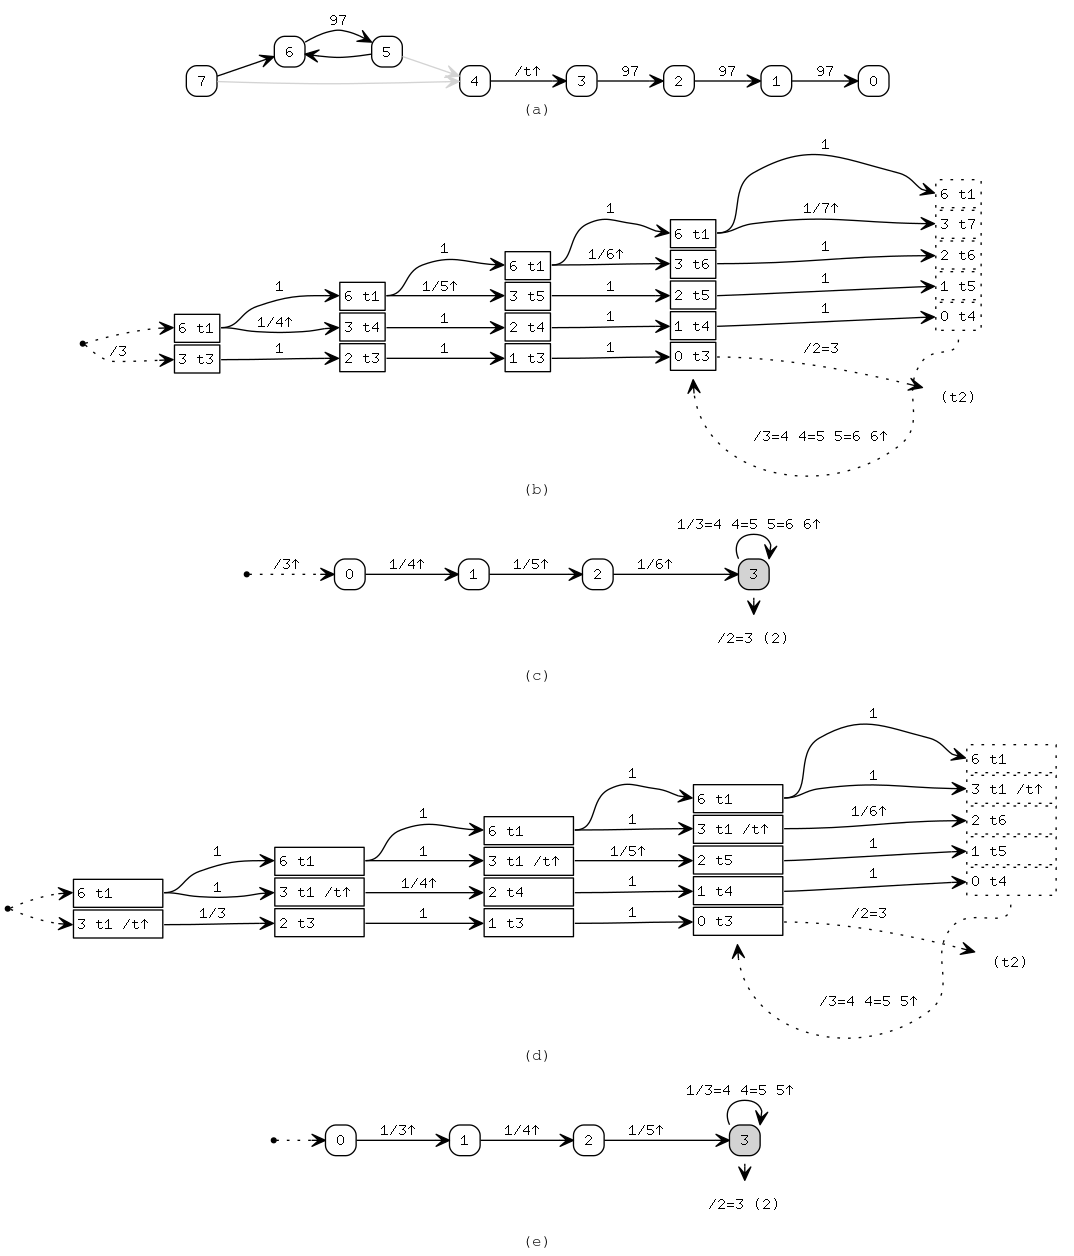 97
6 5
7 4 /t↑ 3 97 2 97 1 97 0
(a)
1
6 t1
1 1/7↑ 3 t7
6 t1
1 1/6↑ 3 t6 1 2 t6
6 t1
1 1/5↑ 3 t5 1 2 t5 1 1 t5
6 t1
1/4↑ 3 t4 1 2 t4 1 1 t4 1 0 t4
/3 3 t3 1 2 t3 1 1 t3 1 0 t3 /2=3
(t2)
/3=4 4=5 5=6 6↑
(b)
1/3=4 4=5 5=6 6↑
/3↑ 0 1/4↑ 1 1/5↑ 2 1/6↑ 3
/2=3 (2)
(c)
1
6 t1
1 1 3 t1 /t↑
6 t1
1 1 3 t1 /t↑ 1/6↑ 2 t6
6 t1
1 1 3 t1 /t↑ 1/5↑ 2 t5 1 1 t5
6 t1
6 t1 1 3 t1 /t↑ 1/4↑ 2 t4 1 1 t4 1 0 t4
3 t1 /t↑ 1/3 2 t3 1 1 t3 1 0 t3 /2=3
(t2)
/3=4 4=5 5↑
(d)
1/3=4 4=5 5↑
0 1/3↑ 1 1/4↑ 2 1/5↑ 3
/2=3 (2)
(e)